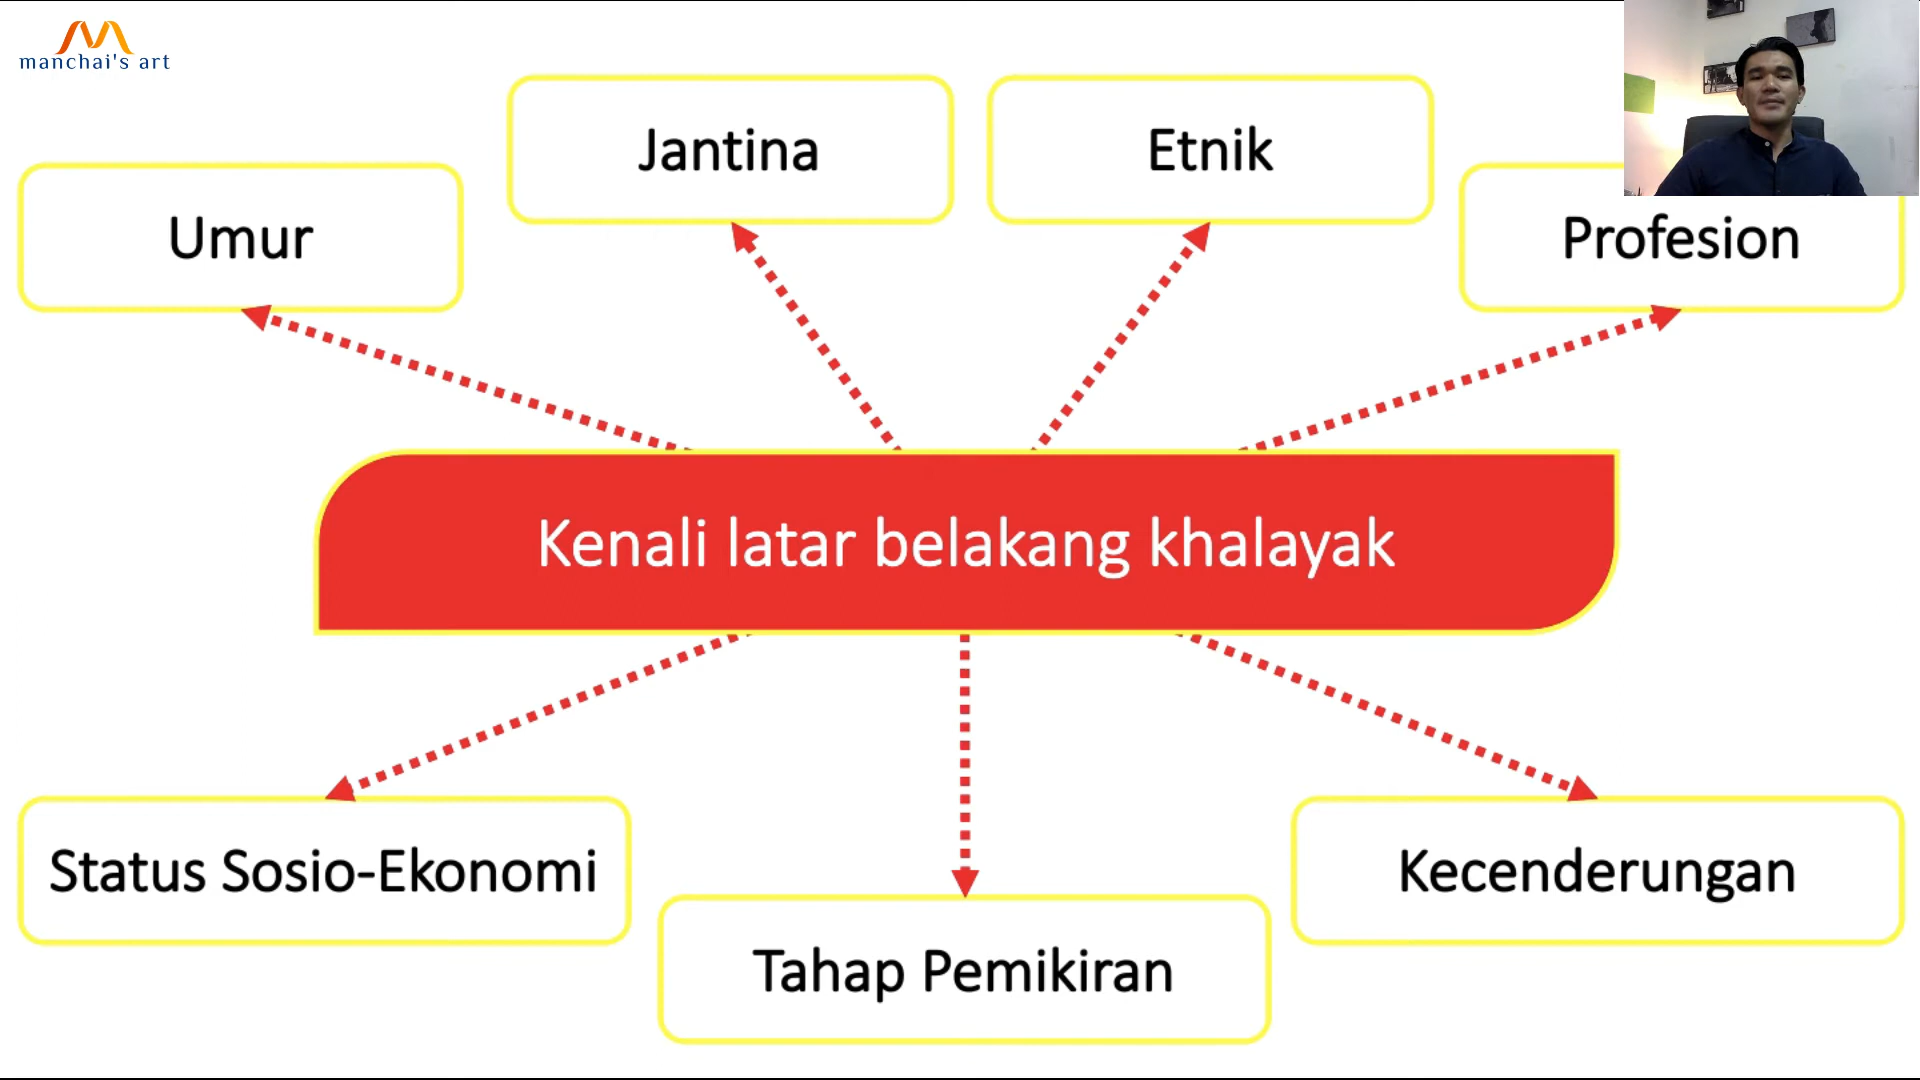 manchai's art
Jantina
Etnik
Umur
Profesion
Kenali latar belakang khalayak
Status Sosio-Ekonomi
Kecenderungan
Tahap Pemikiran